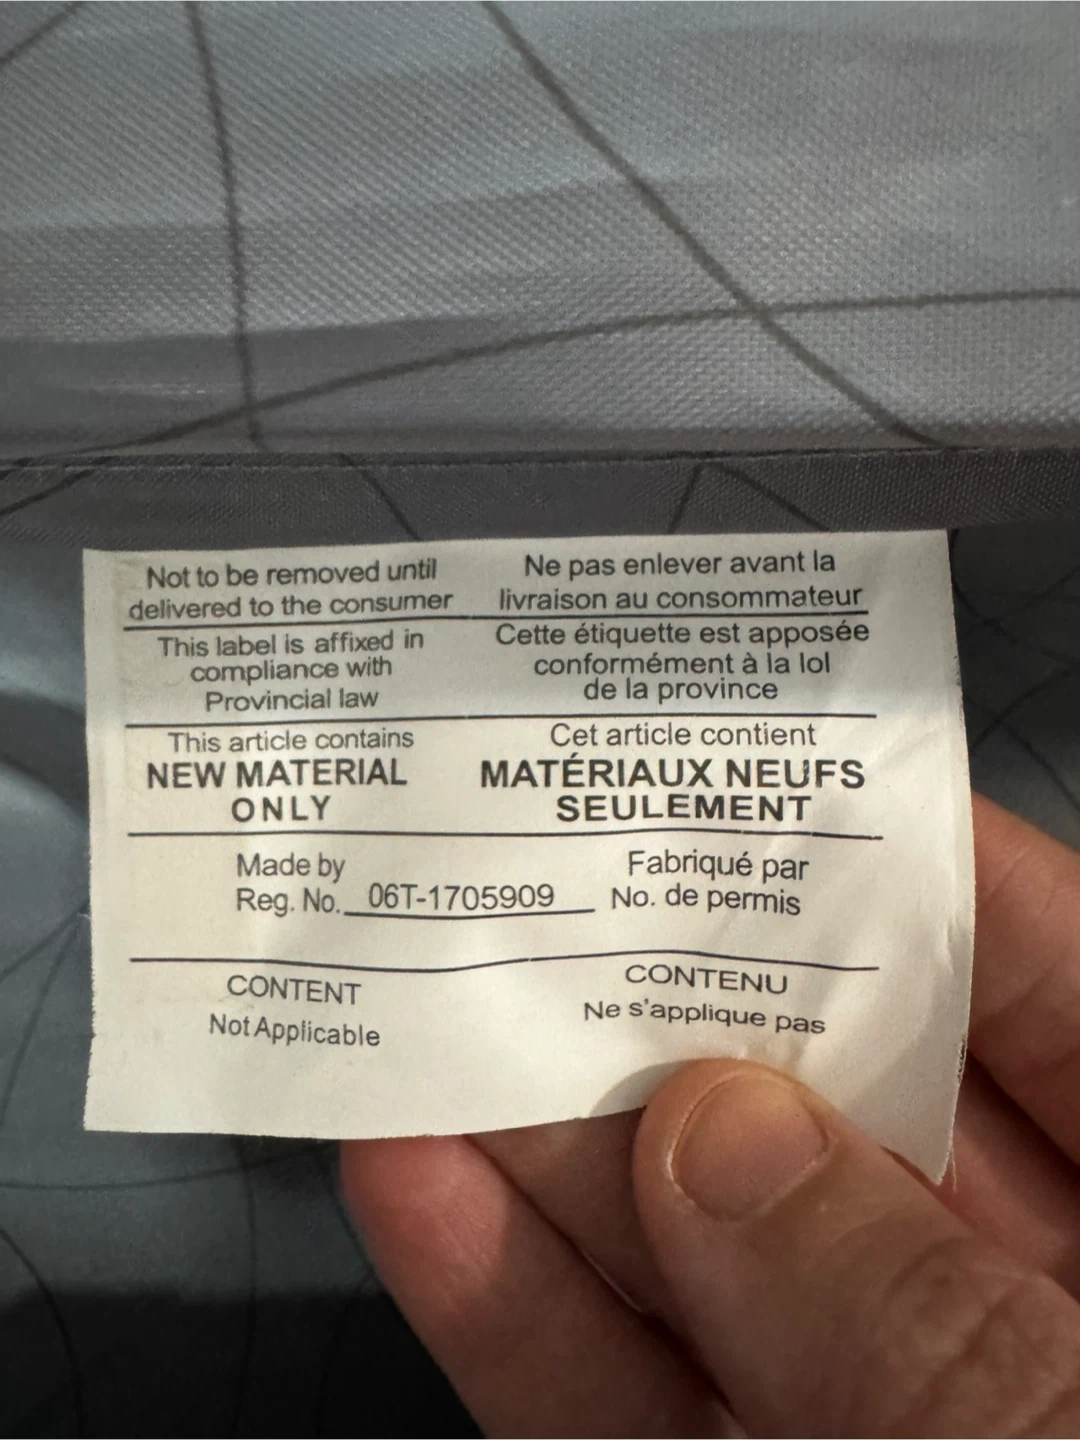 Not to be removed until
delivered to the consumer
Ne pas enlever avant la
livraison au consommateur
This label is affixed in
compliance with
Provincial law
Cette étiquette est apposée
conformément à la lol
de la province
This article contains
NEW MATERIAL
ONLY
Cet article contient
MATÉRIAUX NEUFS
SEULEMENT
Made by
Reg. No. 06T-1705909
Fabriqué par
No. de permis
CONTENT
Not Applicable
CONTENU
Ne s'applique pas